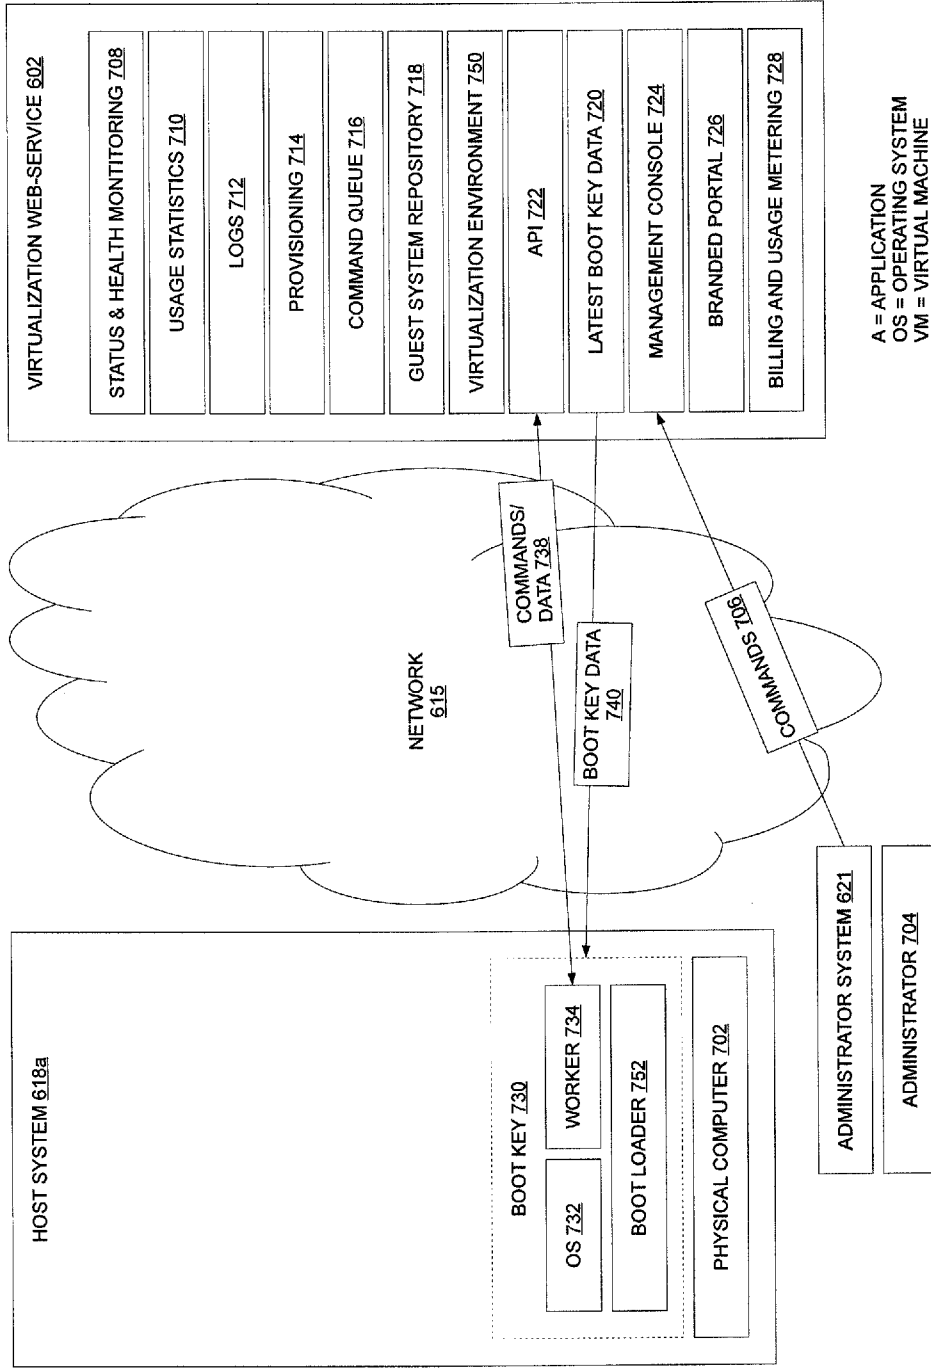 HOST SYSTEM 618a
BOOT KEY 730
OS 732
WORKER 734
BOOT LOADER 752
PHYSICAL COMPUTER 702
ADMINISTRATOR SYSTEM 621
ADMINISTRATOR 704
NETWORK
615
COMMANDS/
DATA 738
BOOT KEY DATA
740
COMMANDS 706
VIRTUALIZATION WEB-SERVICE 602
STATUS & HEALTH MONTITORING 708
USAGE STATISTICS 710
LOGS 712
PROVISIONING 714
COMMAND QUEUE 716
GUEST SYSTEM REPOSITORY 718
VIRTUALIZATION ENVIRONMENT 750
API 722
LATEST BOOT KEY DATA 720
MANAGEMENT CONSOLE 724
BRANDED PORTAL 726
BILLING AND USAGE METERING 728
A = APPLICATION
OS = OPERATING SYSTEM
VM = VIRTUAL MACHINE